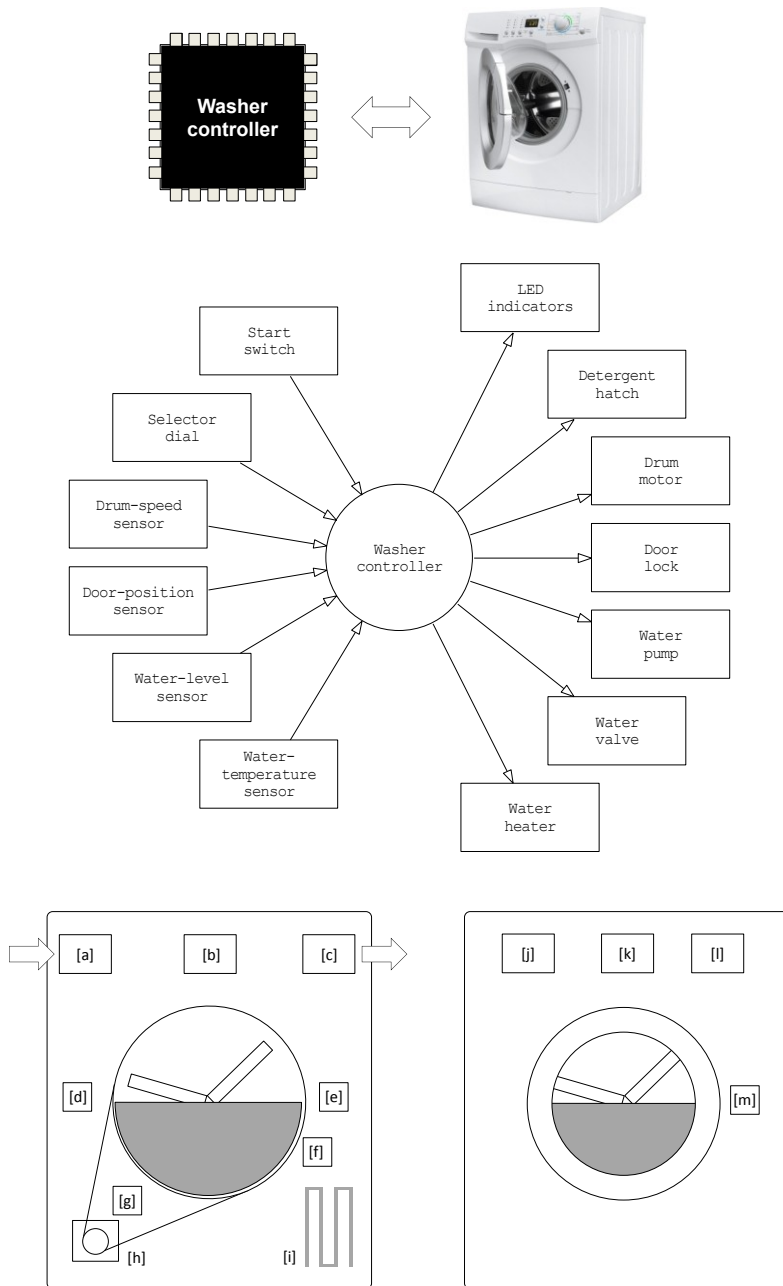 Washer
controller
LED
indicators
Start
switch
Detergent
hatch
Selector
dial
Drum
motor
Drum-speed
sensor
Washer
controller
Door
lock
Door-position
sensor
Water
pump
Water-level
sensor
Water
valve
Water-
temperature
sensor
Water
heater
[a]
[b]
[c]
[d]
[e]
[f]
[g]
[h]
[i]
[j]
[k]
[l]
[m]